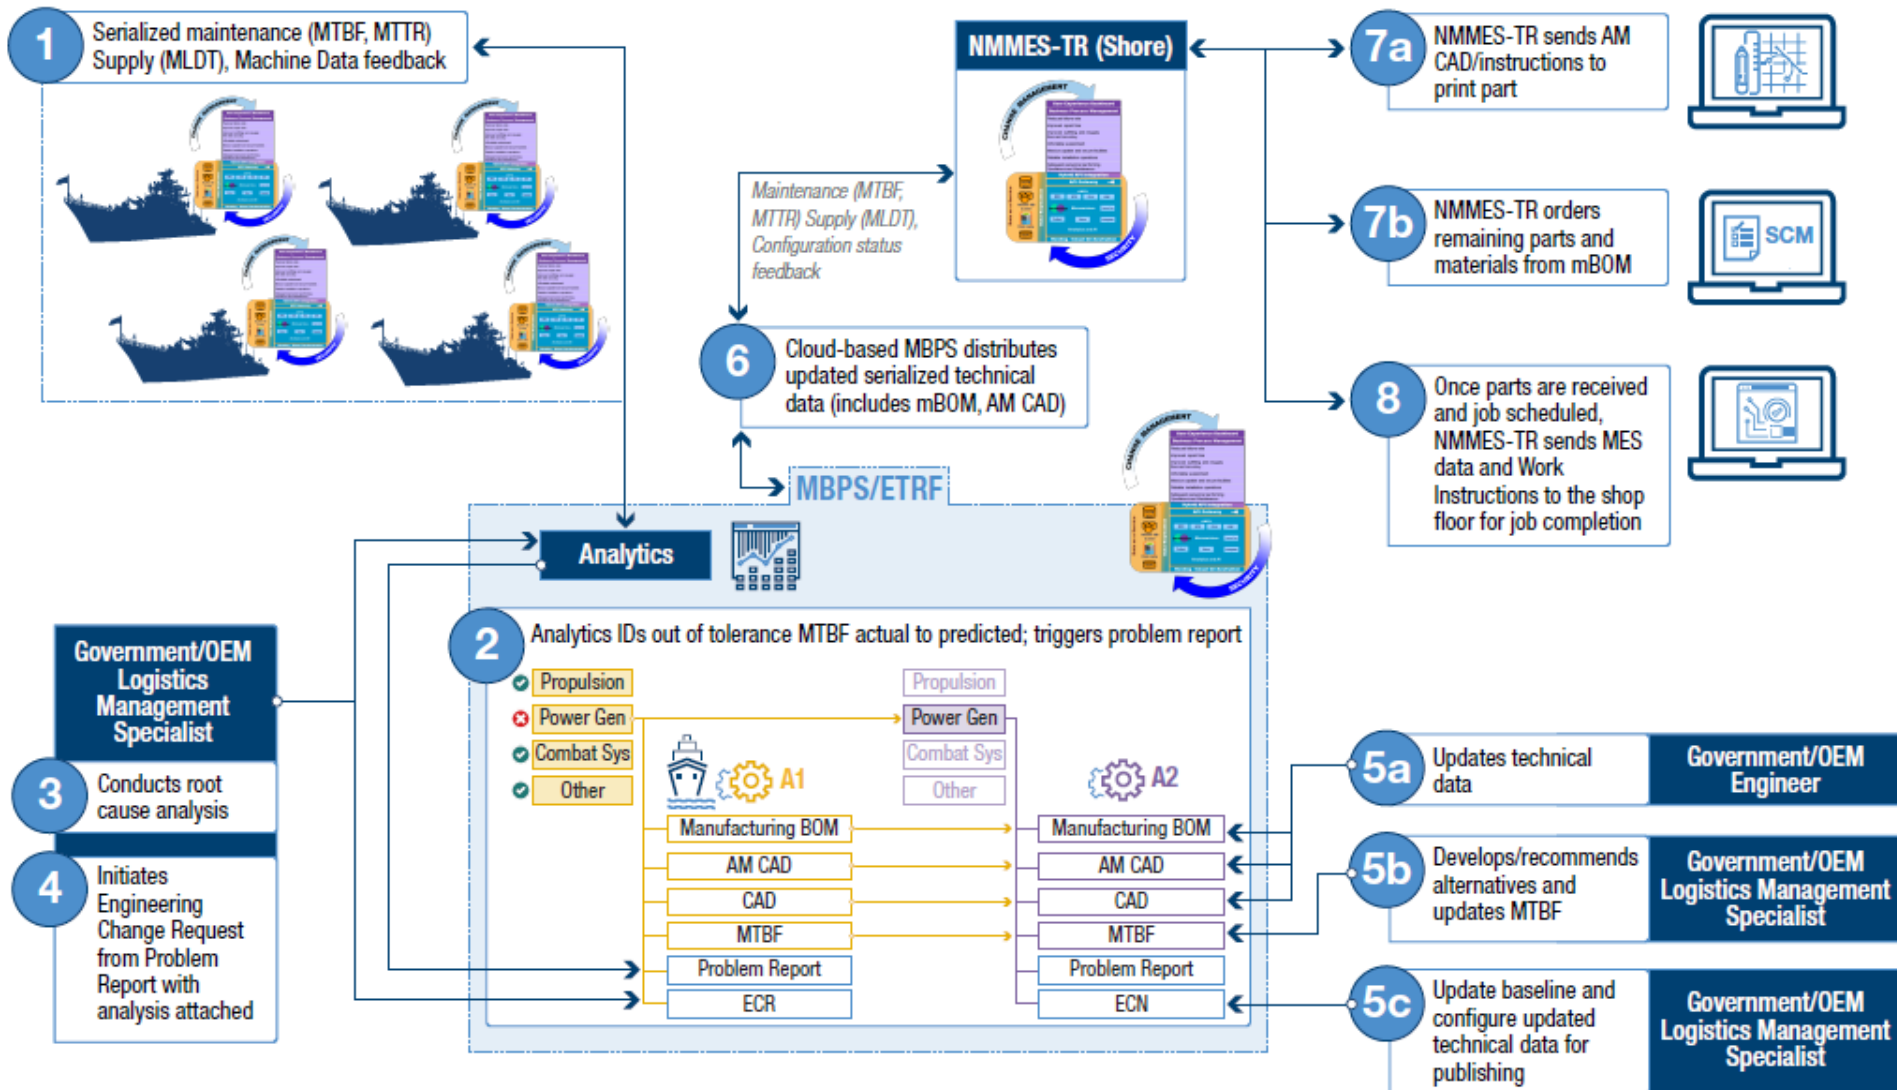 1
Serialized maintenance (MTBF, MTTR)
Supply (MLDT), Machine Data feedback
NMMES-TR (Shore)
CHANGE MANAGEMENT
SECURITY
Maintenance (MTBF,
MTTR) Supply (MLDT),
Configuration status
feedback
7a
NMMES-TR sends AM
CAD/instructions to
print part
7b
NMMES-TR orders
remaining parts and
materials from mBOM
SCM
8
Once parts are received
and job scheduled,
NMMES-TR sends MES
data and Work
Instructions to the shop
floor for job completion
6
Cloud-based MBPS distributes
updated serialized technical
data (includes mBOM, AM CAD)
MBPS/ETRF
CHANGE MANAGEMENT
SECURITY
Analytics
2
Analytics IDs out of tolerance MTBF actual to predicted; triggers problem report
Propulsion
Power Gen
Combat Sys
Other
A1
Manufacturing BOM
AM CAD
CAD
MTBF
Problem Report
ECR
Propulsion
Power Gen
Combat Sys
Other
A2
Manufacturing BOM
AM CAD
CAD
MTBF
Problem Report
ECN
Government/OEM
Logistics
Management
Specialist
3
Conducts root
cause analysis
4
Initiates
Engineering
Change Request
from Problem
Report with
analysis attached
5a
Updates technical
data
Government/OEM
Engineer
5b
Develops/recommends
alternatives and
updates MTBF
Government/OEM
Logistics Management
Specialist
5c
Update baseline and
configure updated
technical data for
publishing
Government/OEM
Logistics Management
Specialist